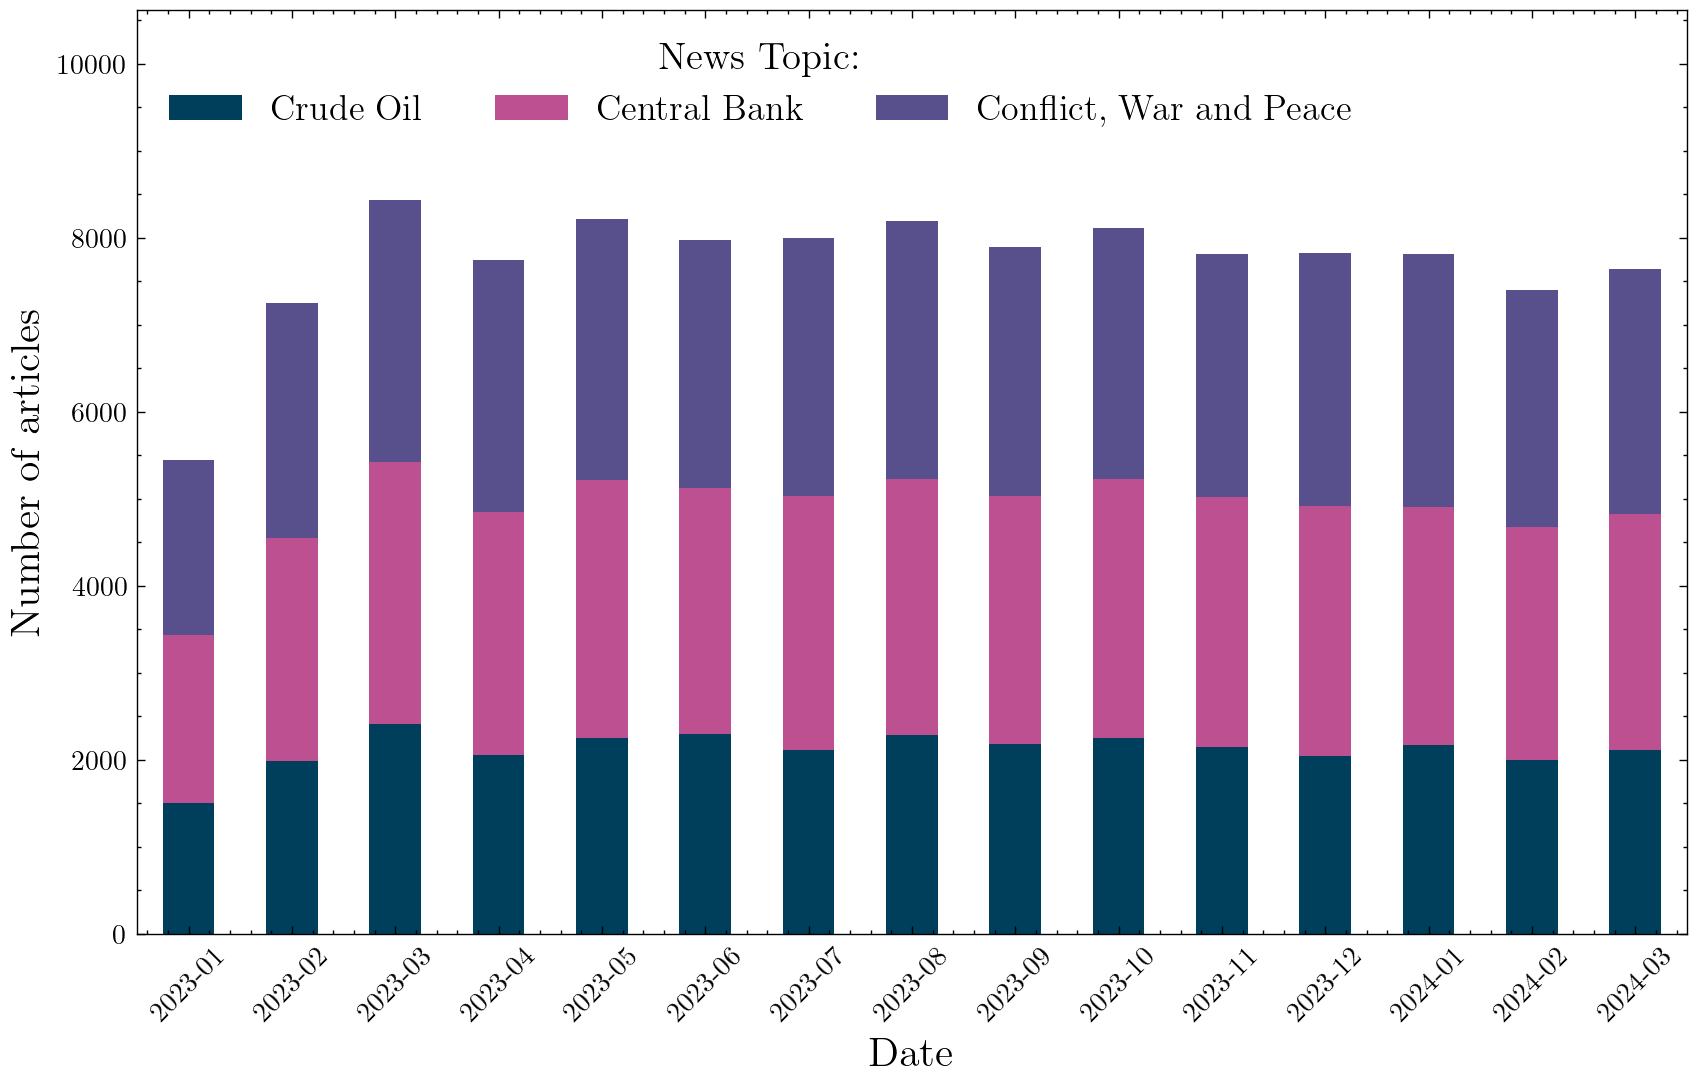 News Topic:
Crude Oil Central Bank Conflict, War and Peace
10000
8000
6000
4000
2000
0
Number of articles
2023-01 2023-02 2023-03 2023-04 2023-05 2023-06 2023-07 2023-08 2023-09 2023-10 2023-11 2023-12 2024-01 2024-02 2024-03
Date